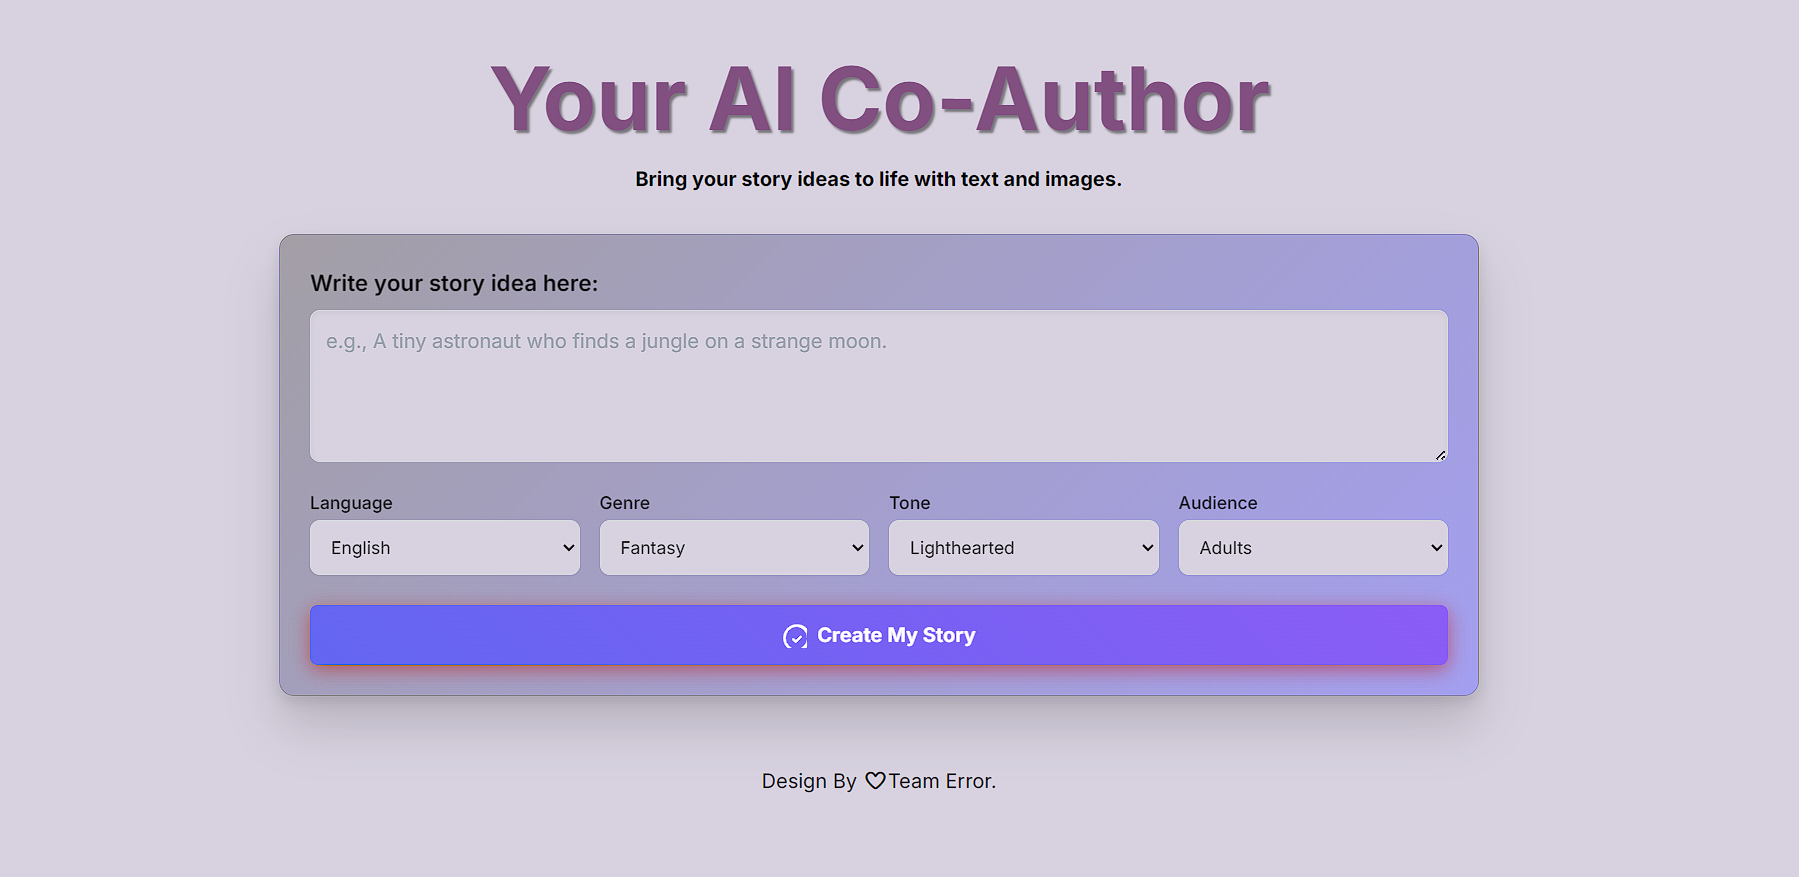 Your AI Co-Author
Bring your story ideas to life with text and images.
Write your story idea here:
e.g., A tiny astronaut who finds a jungle on a strange moon.
Language Genre Tone Audience
English Fantasy Lighthearted Adults
Create My Story
Design By ♡Team Error.